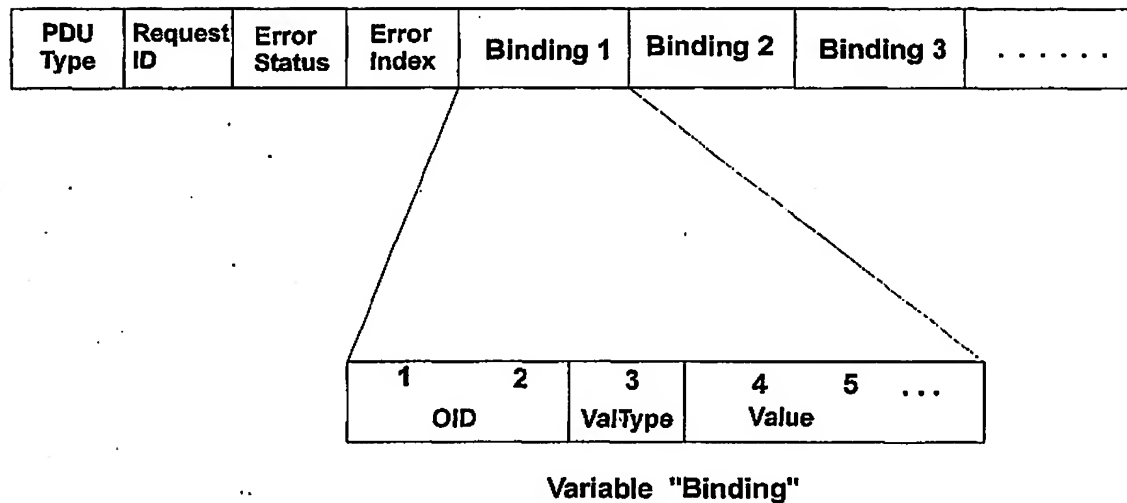 PDU Type
Request ID
Error Status
Error Index
Binding 1
Binding 2
Binding 3
. . . . . .
1 2 3 4 5 ...
OID ValType Value
Variable "Binding"